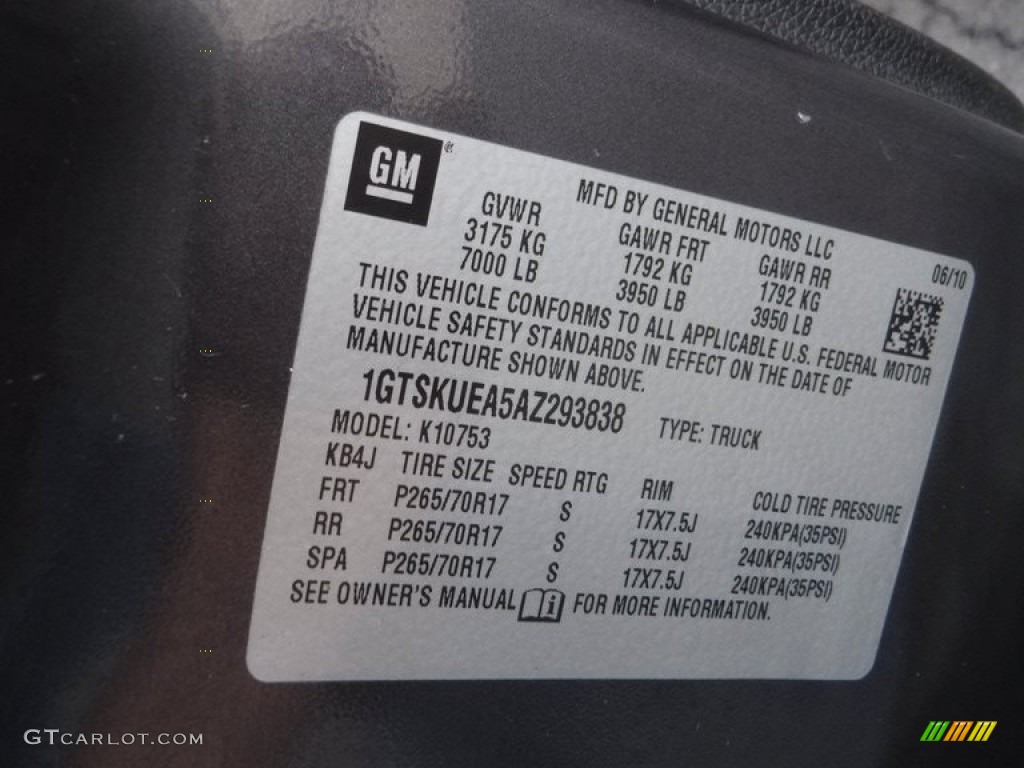 GM®
MFD BY GENERAL MOTORS LLC
GVWR GAWR FRT GAWR RR 06/10
3175 KG 1792 KG 1792 KG
7000 LB 3950 LB 3950 LB
THIS VEHICLE CONFORMS TO ALL APPLICABLE U.S. FEDERAL MOTOR
VEHICLE SAFETY STANDARDS IN EFFECT ON THE DATE OF
MANUFACTURE SHOWN ABOVE.
1GTSKUEA5AZ293838 TYPE: TRUCK
MODEL: K10753
KB4J TIRE SIZE SPEED RTG RIM COLD TIRE PRESSURE
FRT P265/70R17 S 17X7.5J 240KPA(35PSI)
RR P265/70R17 S 17X7.5J 240KPA(35PSI)
SPA P265/70R17 S 17X7.5J 240KPA(35PSI)
SEE OWNER'S MANUAL i FOR MORE INFORMATION.
GTCARLOT.COM